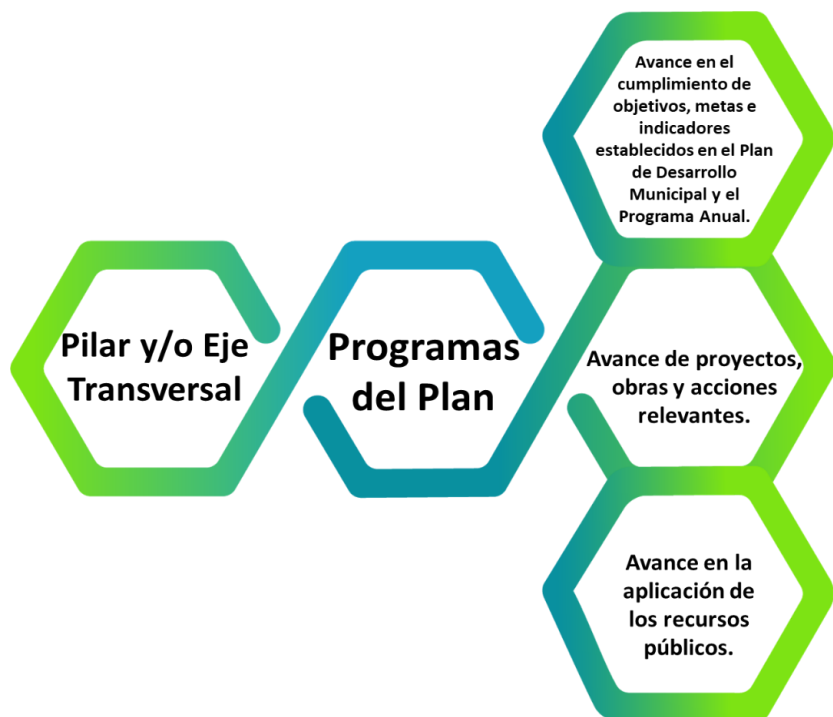 Pilar y/o Eje
Transversal
Programas
del Plan
Avance en el
cumplimiento de
objetivos, metas e
indicadores
establecidos en el Plan
de Desarrollo
Municipal y el
Programa Anual.
Avance de proyectos,
obras y acciones
relevantes.
Avance en la
aplicación de
los recursos
públicos.